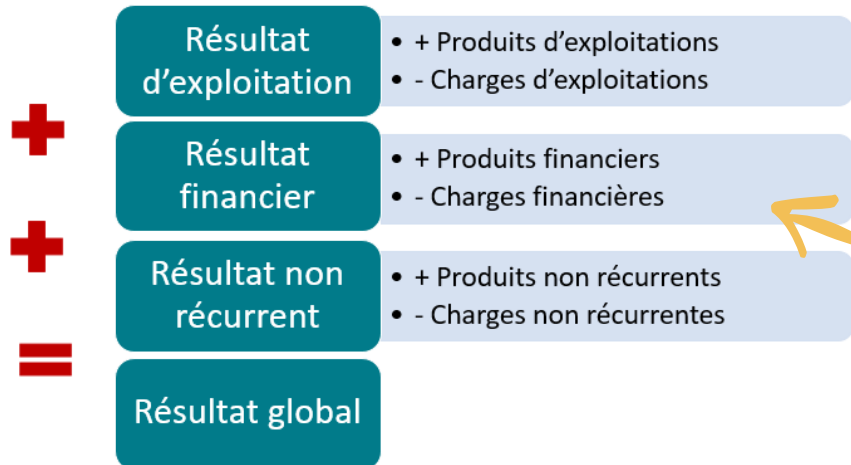 Résultat
d'exploitation
• + Produits d'exploitations
• - Charges d'exploitations
+
Résultat
financier
• + Produits financiers
• - Charges financières
+
Résultat non
récurrent
• + Produits non récurrents
• - Charges non récurrentes
=
Résultat global